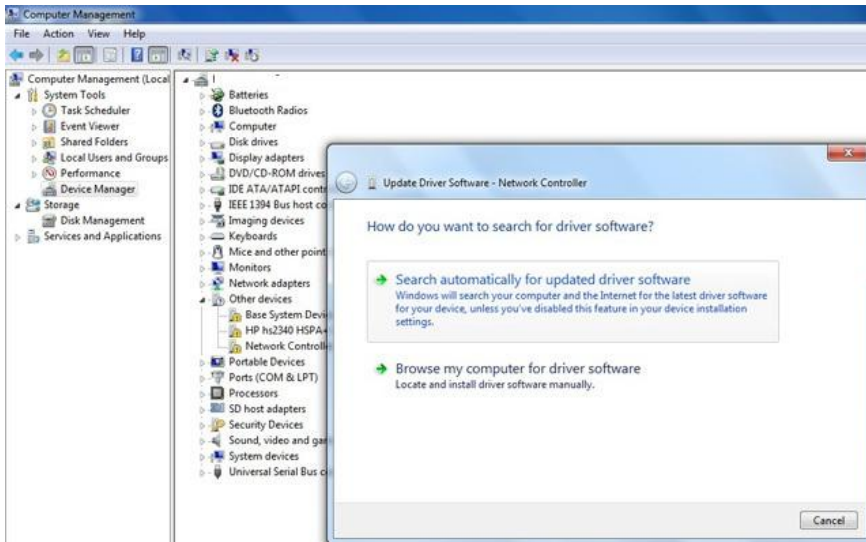 Computer Management
File Action View Help
Computer Management (Local
System Tools
Task Scheduler
Event Viewer
Shared Folders
Local Users and Groups
Performance
Device Manager
Storage
Disk Management
Services and Applications
Batteries
Bluetooth Radios
Computer
Disk drives
Display adapters
DVD/CD-ROM drives
IDE ATA/ATAPI contr
IEEE 1394 Bus host co
Imaging devices
Keyboards
Mice and other point
Monitors
Network adapters
Other devices
Base System Devi
HP hs2340 HSPA+
Network Controlle
Portable Devices
Ports (COM & LPT)
Processors
SD host adapters
Security Devices
Sound, video and gam
System devices
Universal Serial Bus c
Update Driver Software - Network Controller
How do you want to search for driver software?
Search automatically for updated driver software
Windows will search your computer and the Internet for the latest driver software
for your device, unless you've disabled this feature in your device installation
settings.
Browse my computer for driver software
Locate and install driver software manually.
Cancel